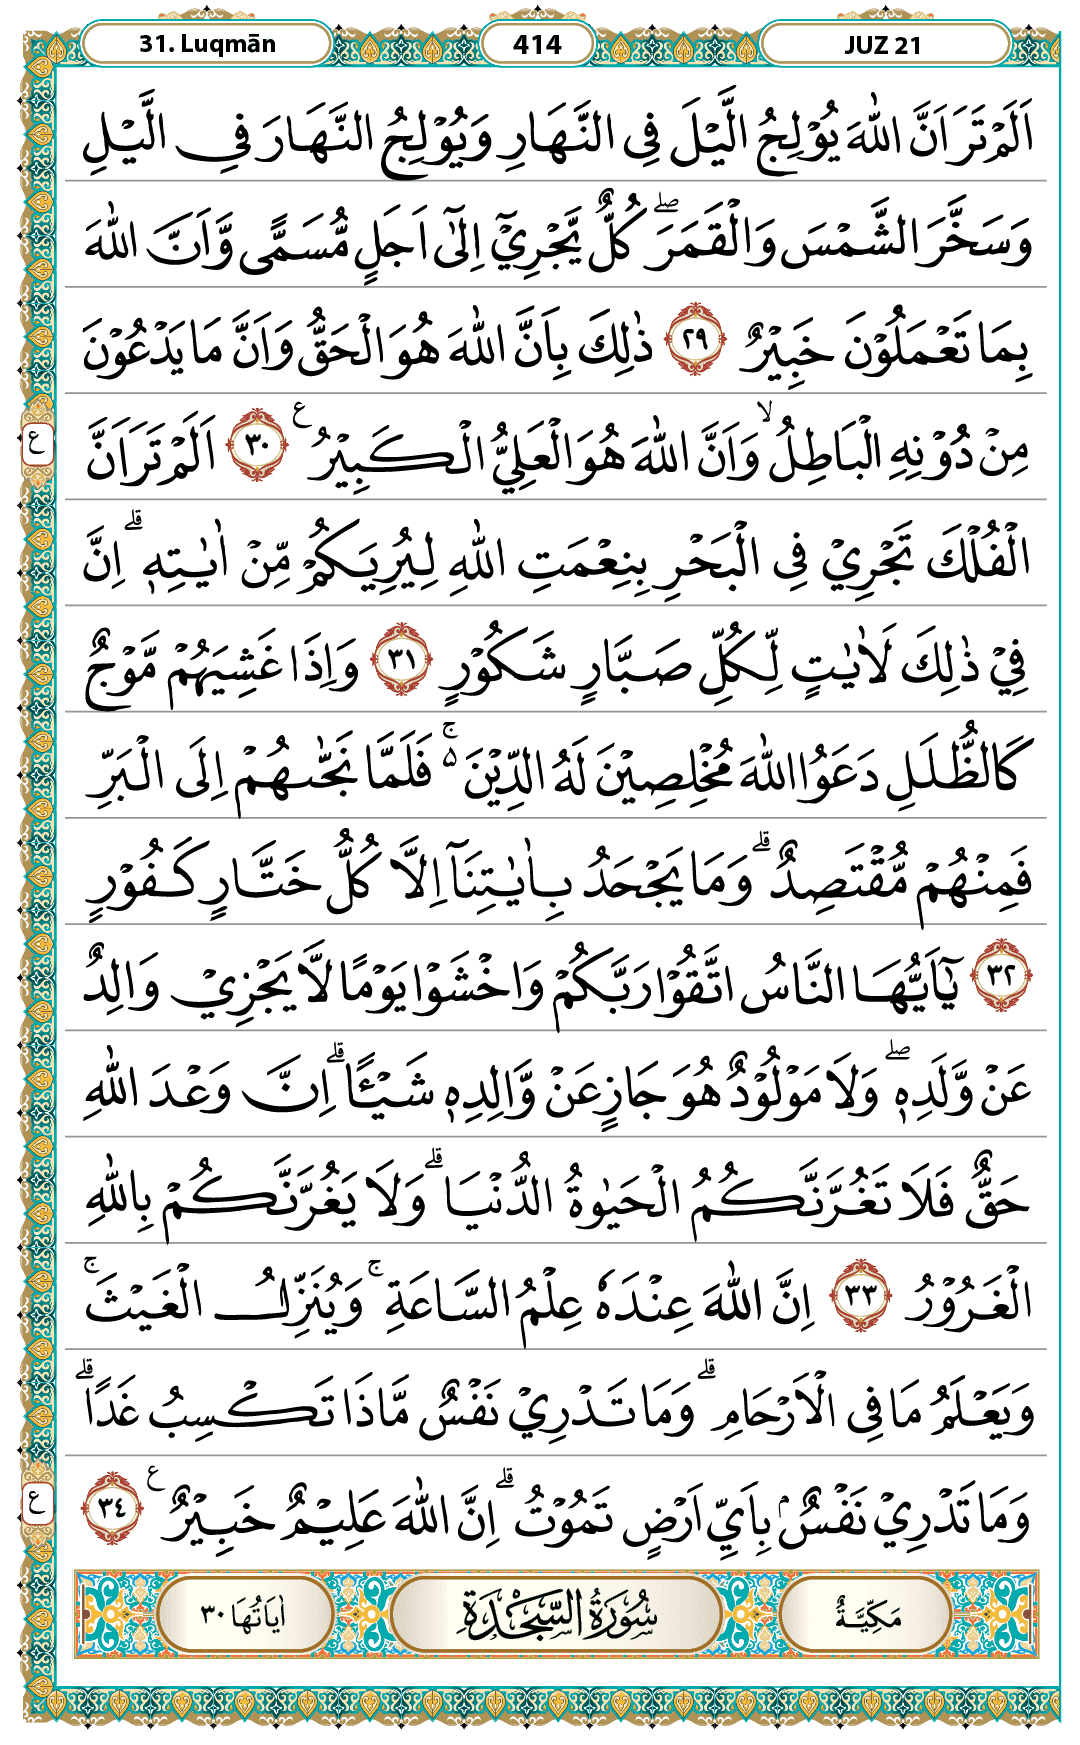 31. Luqmān 414 JUZ 21
اَلَمْ تَرَ اَنَّ اللّٰهَ يُوْلِجُ الَّيْلَ فِى النَّهَارِ وَيُوْلِجُ النَّهَارَ فِى الَّيْلِ
وَسَخَّرَ الشَّمْسَ وَالْقَمَرَ ۖ كُلٌّ يَّجْرِيْٓ اِلٰٓى اَجَلٍ مُّسَمًّى وَّاَنَّ اللّٰهَ
بِمَا تَعْمَلُوْنَ خَبِيْرٌ ٢٩ ذٰلِكَ بِاَنَّ اللّٰهَ هُوَ الْحَقُّ وَاَنَّ مَا يَدْعُوْنَ
ع
مِنْ دُوْنِهِ الْبَاطِلُ ۙ وَاَنَّ اللّٰهَ هُوَ الْعَلِيُّ الْكَبِيْرُ ࣖ ٣٠ اَلَمْ تَرَ اَنَّ
الْفُلْكَ تَجْرِيْ فِى الْبَحْرِ بِنِعْمَتِ اللّٰهِ لِيُرِيَكُمْ مِّنْ اٰيٰتِهٖ ۗ اِنَّ
فِيْ ذٰلِكَ لَاٰيٰتٍ لِّكُلِّ صَبَّارٍ شَكُوْرٍ ٣١ وَاِذَا غَشِيَهُمْ مَّوْجٌ
كَالظُّلَلِ دَعَوُا اللّٰهَ مُخْلِصِيْنَ لَهُ الدِّيْنَ ەۚ فَلَمَّا نَجّٰىهُمْ اِلَى الْبَرِّ
فَمِنْهُمْ مُّقْتَصِدٌ ۗ وَمَا يَجْحَدُ بِاٰيٰتِنَآ اِلَّا كُلُّ خَتَّارٍ كَفُوْرٍ
٣٢ يٰٓاَيُّهَا النَّاسُ اتَّقُوْا رَبَّكُمْ وَاخْشَوْا يَوْمًا لَّا يَجْزِيْ وَالِدٌ
عَنْ وَّلَدِهٖ ۖ وَلَا مَوْلُوْدٌ هُوَ جَازٍ عَنْ وَّالِدِهٖ شَيْـًٔا ۗ اِنَّ وَعْدَ اللّٰهِ
حَقٌّ فَلَا تَغُرَّنَّكُمُ الْحَيٰوةُ الدُّنْيَا ۗ وَلَا يَغُرَّنَّكُمْ بِاللّٰهِ
الْغَرُوْرُ ٣٣ اِنَّ اللّٰهَ عِنْدَهٗ عِلْمُ السَّاعَةِ ۚ وَيُنَزِّلُ الْغَيْثَ ۚ
وَيَعْلَمُ مَا فِى الْاَرْحَامِ ۗ وَمَا تَدْرِيْ نَفْسٌ مَّاذَا تَكْسِبُ غَدًا ۗ
ع
وَمَا تَدْرِيْ نَفْسٌۢ بِاَيِّ اَرْضٍ تَمُوْتُ ۗ اِنَّ اللّٰهَ عَلِيْمٌ خَبِيْرٌ ࣖ ٣٤
مَكِّيَّةٌ سُورَةُ السَّجْدَةِ اٰيَاتُهَا ٣٠